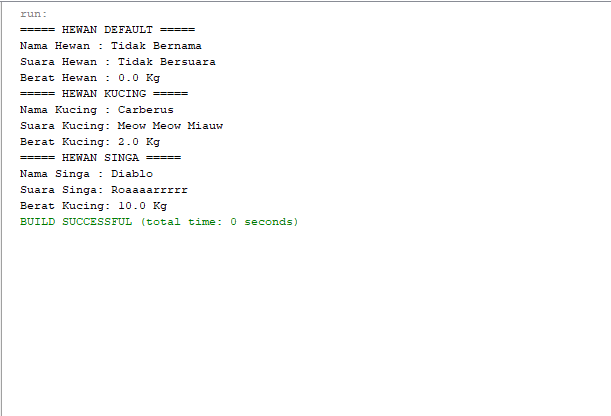 run:
===== HEWAN DEFAULT =====
Nama Hewan : Tidak Bernama
Suara Hewan : Tidak Bersuara
Berat Hewan : 0.0 Kg
===== HEWAN KUCING =====
Nama Kucing : Carberus
Suara Kucing: Meow Meow Miauw
Berat Kucing: 2.0 Kg
===== HEWAN SINGA =====
Nama Singa : Diablo
Suara Singa: Roaaaarrrrr
Berat Kucing: 10.0 Kg
BUILD SUCCESSFUL (total time: 0 seconds)